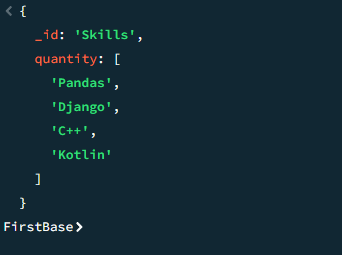 {
_id: 'Skills',
quantity: [
'Pandas',
'Django',
'C++',
'Kotlin'
]
}
FirstBase>